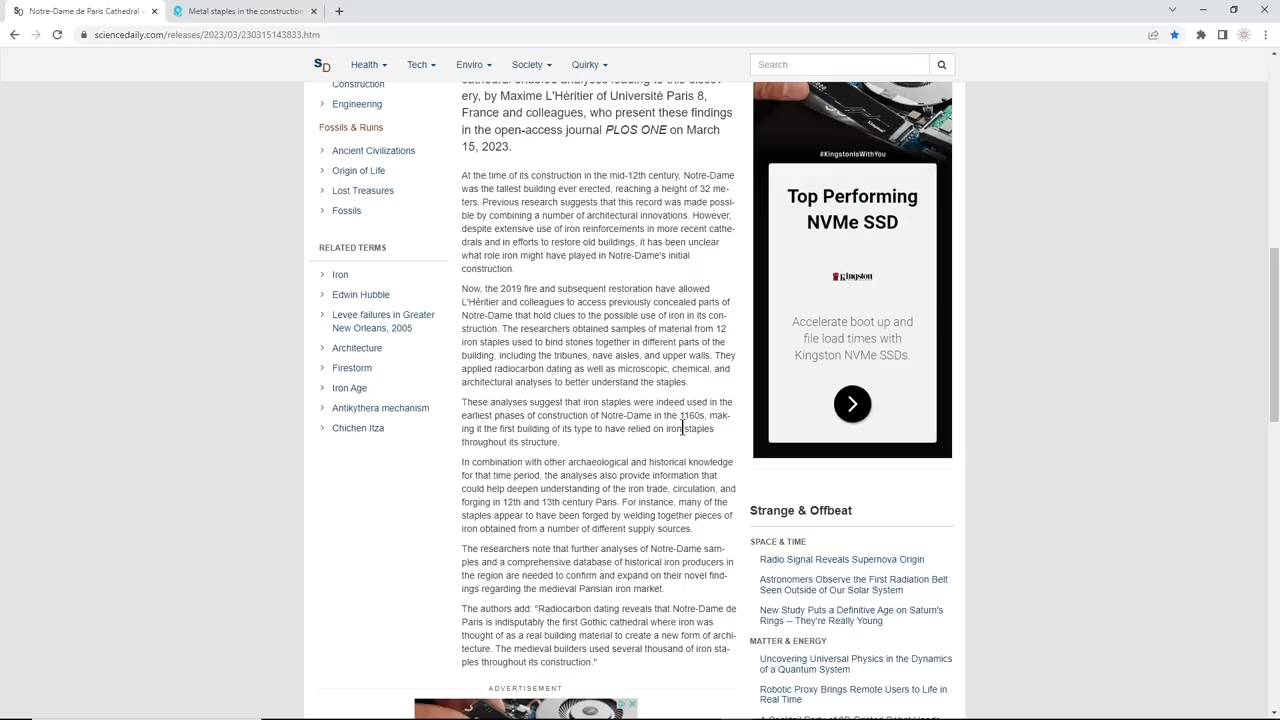 Notre-Dame de Paris Cathedral
Metal staples in the construction
sciencedaily.com/releases/2023/03/230315143833.htm
SD
Health
Tech
Enviro
Society
Quirky
Search
Construction
Engineering
Fossils & Ruins
Ancient Civilizations
Origin of Life
Lost Treasures
Fossils
RELATED TERMS
Iron
Edwin Hubble
Levee failures in Greater
New Orleans, 2005
Architecture
Firestorm
Iron Age
Antikythera mechanism
Chichen Itza
cathedral enabled analyses leading to this discov-
ery, by Maxime L'Héritier of Université Paris 8,
France and colleagues, who present these findings
in the open-access journal PLOS ONE on March
15, 2023.
At the time of its construction in the mid-12th century, Notre-Dame
was the tallest building ever erected, reaching a height of 32 me-
ters. Previous research suggests that this record was made possi-
ble by combining a number of architectural innovations. However,
despite extensive use of iron reinforcements in more recent cathe-
drals and in efforts to restore old buildings, it has been unclear
what role iron might have played in Notre-Dame's initial
construction.
Now, the 2019 fire and subsequent restoration have allowed
L'Héritier and colleagues to access previously concealed parts of
Notre-Dame that hold clues to the possible use of iron in its con-
struction. The researchers obtained samples of material from 12
iron staples used to bind stones together in different parts of the
building, including the tribunes, nave aisles, and upper walls. They
applied radiocarbon dating as well as microscopic, chemical, and
architectural analyses to better understand the staples.
These analyses suggest that iron staples were indeed used in the
earliest phases of construction of Notre-Dame in the 1160s, mak-
ing it the first building of its type to have relied on iron staples
throughout its structure.
In combination with other archaeological and historical knowledge
for that time period, the analyses also provide information that
could help deepen understanding of the iron trade, circulation, and
forging in 12th and 13th century Paris. For instance, many of the
staples appear to have been forged by welding together pieces of
iron obtained from a number of different supply sources.
The researchers note that further analyses of Notre-Dame sam-
ples and a comprehensive database of historical iron producers in
the region are needed to confirm and expand on their novel find-
ings regarding the medieval Parisian iron market.
The authors add: "Radiocarbon dating reveals that Notre-Dame de
Paris is indisputably the first Gothic cathedral where iron was
thought of as a real building material to create a new form of archi-
tecture. The medieval builders used several thousand of iron sta-
ples throughout its construction."
ADVERTISEMENT
#KingstonIsWithYou
Top Performing
NVMe SSD
Kingston
Accelerate boot up and
file load times with
Kingston NVMe SSDs.
Strange & Offbeat
SPACE & TIME
Radio Signal Reveals Supernova Origin
Astronomers Observe the First Radiation Belt
Seen Outside of Our Solar System
New Study Puts a Definitive Age on Saturn's
Rings -- They're Really Young
MATTER & ENERGY
Uncovering Universal Physics in the Dynamics
of a Quantum System
Robotic Proxy Brings Remote Users to Life in
Real Time
A Cocktail Party of 3D-Printed Robot Heads